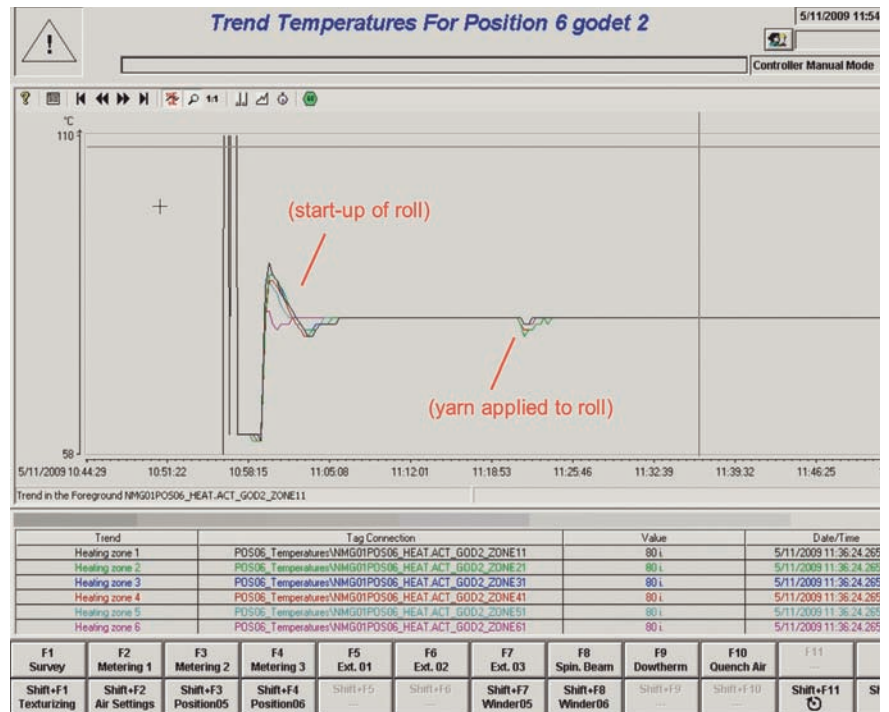 Trend Temperatures For Position 6 godet 2
5/11/2009 11:54
Controller Manual Mode
1:1
°C
110
(start-up of roll)
(yarn applied to roll)
58
5/11/2009 10:44:29 10:51:22 10:58:15 11:05:08 11:12:01 11:18:53 11:25:46 11:32:39 11:39:32 11:46:25
Trend in the Foreground NMG01POS06_HEAT.ACT_GOD2_ZONE11
Trend Tag Connection Value Date/Time
Heating zone 1 POS06_Temperatures\NMG01POS06_HEAT.ACT_GOD2_ZONE11 80 i. 5/11/2009 11:36:24.265
Heating zone 2 POS06_Temperatures\NMG01POS06_HEAT.ACT_GOD2_ZONE21 80 i. 5/11/2009 11:36:24.265
Heating zone 3 POS06_Temperatures\NMG01POS06_HEAT.ACT_GOD2_ZONE31 80 i. 5/11/2009 11:36:24.265
Heating zone 4 POS06_Temperatures\NMG01POS06_HEAT.ACT_GOD2_ZONE41 80 i. 5/11/2009 11:36:24.265
Heating zone 5 POS06_Temperatures\NMG01POS06_HEAT.ACT_GOD2_ZONE51 80 i. 5/11/2009 11:36:24.265
Heating zone 6 POS06_Temperatures\NMG01POS06_HEAT.ACT_GOD2_ZONE61 80 i. 5/11/2009 11:36:24.265
F1 F2 F3 F4 F5 F6 F7 F8 F9 F10 F11
Survey Metering 1 Metering 2 Metering 3 Ext. 01 Ext. 02 Ext. 03 Spin. Beam Dowtherm Quench Air ...
Shift+F1 Shift+F2 Shift+F3 Shift+F4 Shift+F5 Shift+F6 Shift+F7 Shift+F8 Shift+F9 Shift+F10 Shift+F11
Texturizing Air Settings Position05 Position06 ... ... Winder05 Winder06 ... ...